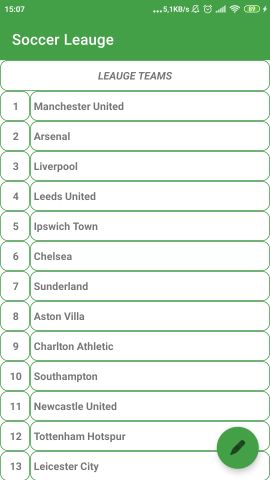 15:07
...5,1KB/s
87
Soccer Leauge
LEAUGE TEAMS
1 Manchester United
2 Arsenal
3 Liverpool
4 Leeds United
5 Ipswich Town
6 Chelsea
7 Sunderland
8 Aston Villa
9 Charlton Athletic
10 Southampton
11 Newcastle United
12 Tottenham Hotspur
13 Leicester City